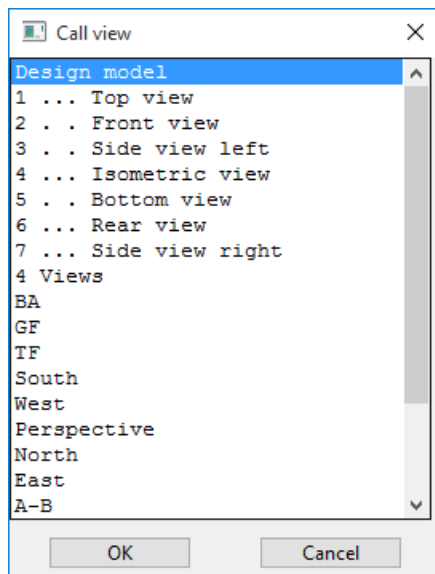 Call view
Design model
1 ... Top view
2 . . Front view
3 . . Side view left
4 ... Isometric view
5 . . Bottom view
6 ... Rear view
7 ... Side view right
4 Views
BA
GF
TF
South
West
Perspective
North
East
A-B
OK Cancel